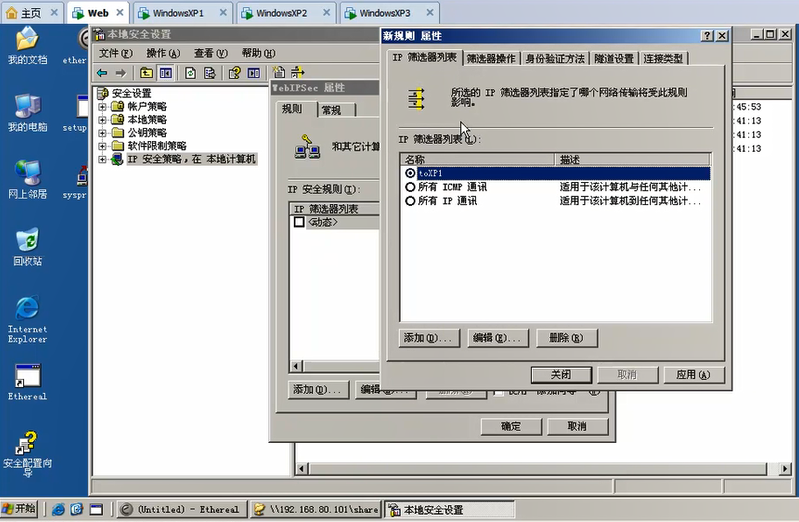 主页
Web
WindowsXP1
WindowsXP2
WindowsXP3
我的文档
我的电脑
网上邻居
回收站
Internet
Explorer
Ethereal
安全配置向
导
ether
setup
syspr
本地安全设置
文件(F) 操作(A) 查看(V) 帮助(H)
安全设置
帐户策略
本地策略
公钥策略
软件限制策略
IP 安全策略,在 本地计算机
WebIPSec 属性
规则
常规
和其它计算
IP 安全规则(I):
IP 筛选器列表
<动态>
添加(D)...
确定
取消
新规则 属性
IP 筛选器列表
筛选器操作
身份验证方法
隧道设置
连接类型
所选的 IP 筛选器列表指定了哪个网络传输将受此规则
影响。
IP 筛选器列表(L):
名称 描述
toXP1
所有 ICMP 通讯 适用于该计算机与任何其他计...
所有 IP 通讯 适用于该计算机到任何其他计...
添加(D)... 编辑(E)... 删除(R)
关闭 取消 应用(A)
:45:53
:41:13
:41:13
开始
(Untitled) - Ethereal
\\192.168.80.101\share
本地安全设置